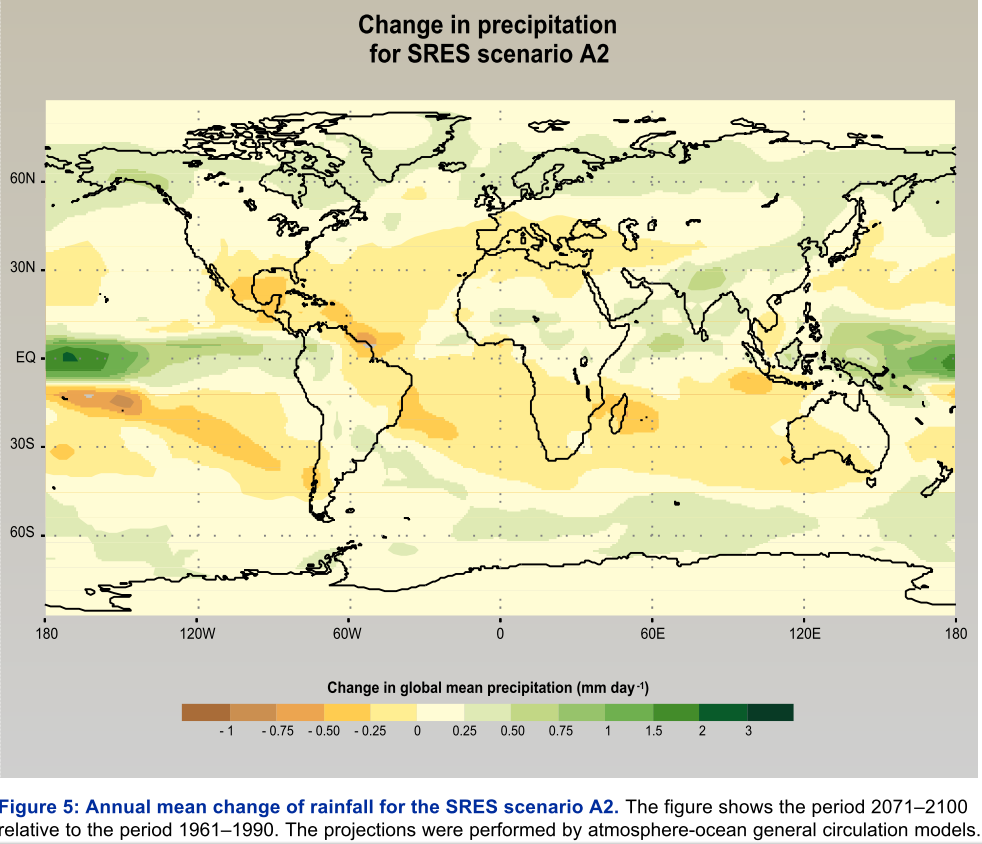 Change in precipitation
for SRES scenario A2
60N
30N
EQ
30S
60S
180 120W 60W 0 60E 120E 180
Change in global mean precipitation (mm day-1)
- 1 - 0.75 - 0.50 - 0.25 0 0.25 0.50 0.75 1 1.5 2 3
Figure 5: Annual mean change of rainfall for the SRES scenario A2. The figure shows the period 2071–2100
relative to the period 1961–1990. The projections were performed by atmosphere-ocean general circulation models.